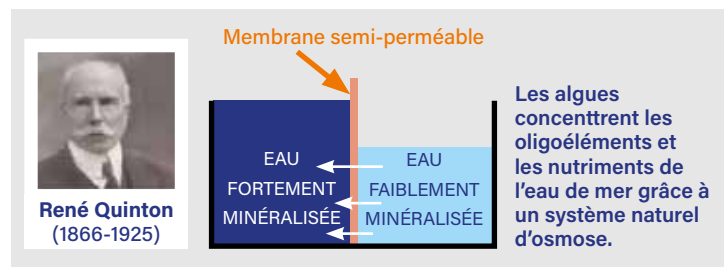 Membrane semi-perméable
EAU
FORTEMENT
MINÉRALISÉE
EAU
FAIBLEMENT
MINÉRALISÉE
René Quinton
(1866-1925)
Les algues
concenttrent les
oligoéléments et
les nutriments de
l'eau de mer grâce à
un système naturel
d'osmose.